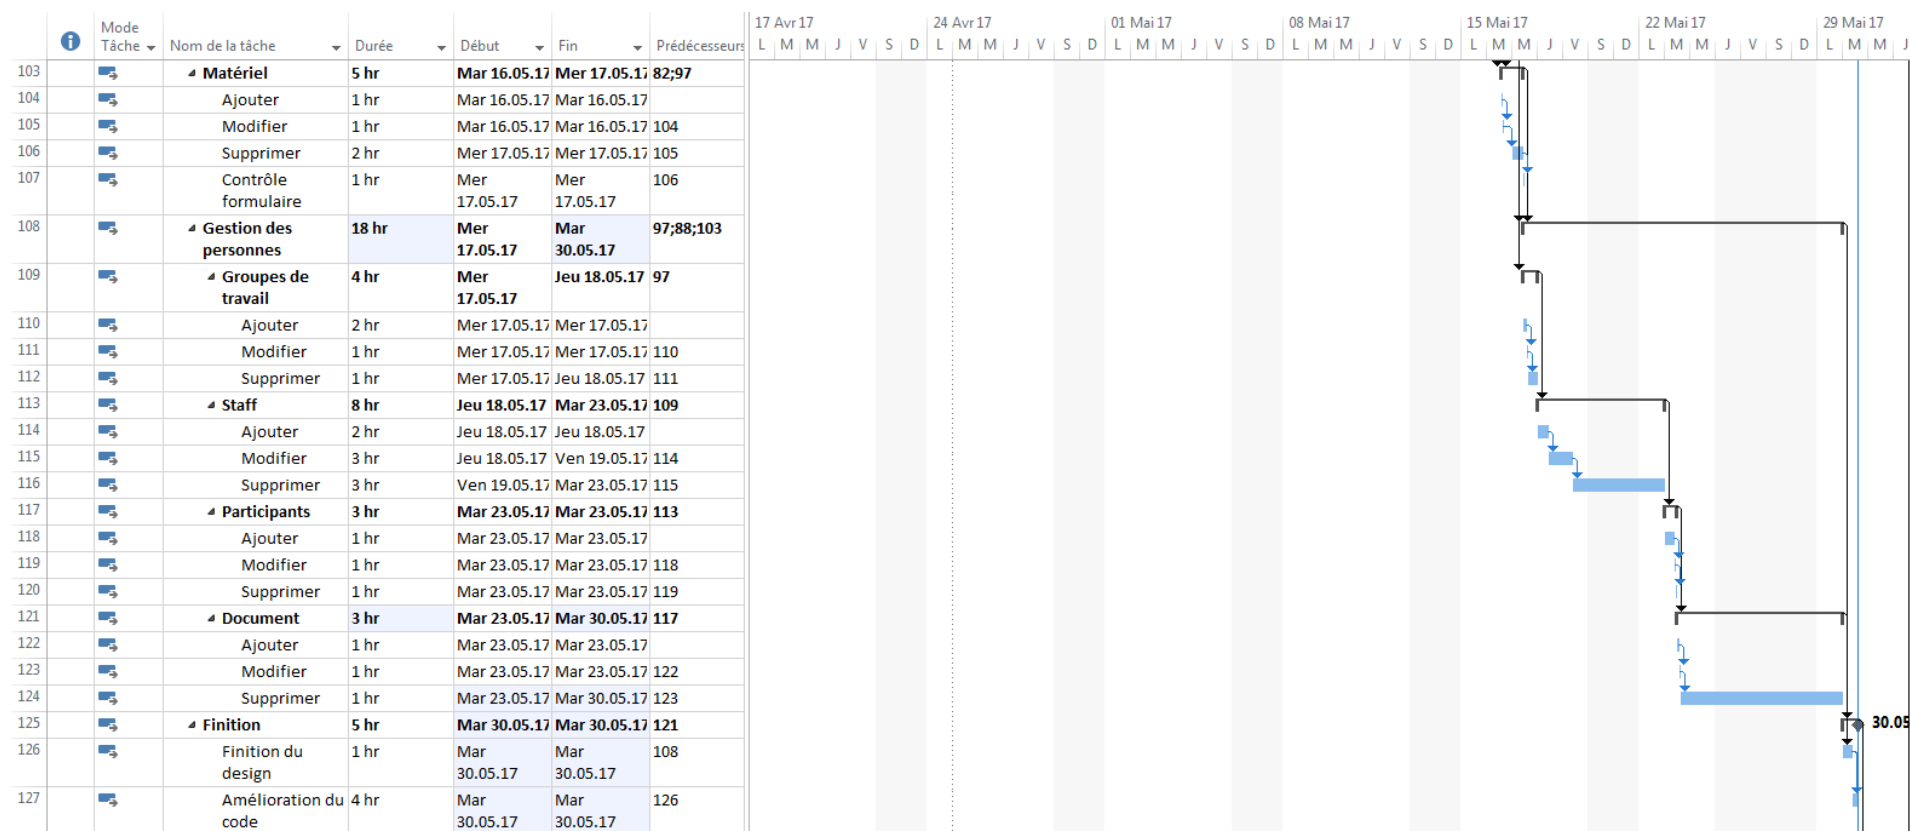 Mode Tâche Nom de la tâche Durée Début Fin Prédécesseurs
17 Avr 17 24 Avr 17 01 Mai 17 08 Mai 17 15 Mai 17 22 Mai 17 29 Mai 17
L M M J V S D L M M J V S D L M M J V S D L M M J V S D L M M J V S D L M M J V S D L M M J
103 Matériel 5 hr Mar 16.05.17 Mer 17.05.17 82;97
104 Ajouter 1 hr Mar 16.05.17 Mar 16.05.17
105 Modifier 1 hr Mar 16.05.17 Mar 16.05.17 104
106 Supprimer 2 hr Mer 17.05.17 Mer 17.05.17 105
107 Contrôle formulaire 1 hr Mer 17.05.17 Mer 17.05.17 106
108 Gestion des personnes 18 hr Mer 17.05.17 Mar 30.05.17 97;88;103
109 Groupes de travail 4 hr Mer 17.05.17 Jeu 18.05.17 97
110 Ajouter 2 hr Mer 17.05.17 Mer 17.05.17
111 Modifier 1 hr Mer 17.05.17 Mer 17.05.17 110
112 Supprimer 1 hr Mer 17.05.17 Jeu 18.05.17 111
113 Staff 8 hr Jeu 18.05.17 Mar 23.05.17 109
114 Ajouter 2 hr Jeu 18.05.17 Jeu 18.05.17
115 Modifier 3 hr Jeu 18.05.17 Ven 19.05.17 114
116 Supprimer 3 hr Ven 19.05.17 Mar 23.05.17 115
117 Participants 3 hr Mar 23.05.17 Mar 23.05.17 113
118 Ajouter 1 hr Mar 23.05.17 Mar 23.05.17
119 Modifier 1 hr Mar 23.05.17 Mar 23.05.17 118
120 Supprimer 1 hr Mar 23.05.17 Mar 23.05.17 119
121 Document 3 hr Mar 23.05.17 Mar 30.05.17 117
122 Ajouter 1 hr Mar 23.05.17 Mar 23.05.17
123 Modifier 1 hr Mar 23.05.17 Mar 23.05.17 122
124 Supprimer 1 hr Mar 23.05.17 Mar 30.05.17 123
125 Finition 5 hr Mar 30.05.17 Mar 30.05.17 121 30.05
126 Finition du design 1 hr Mar 30.05.17 Mar 30.05.17 108
127 Amélioration du code 4 hr Mar 30.05.17 Mar 30.05.17 126